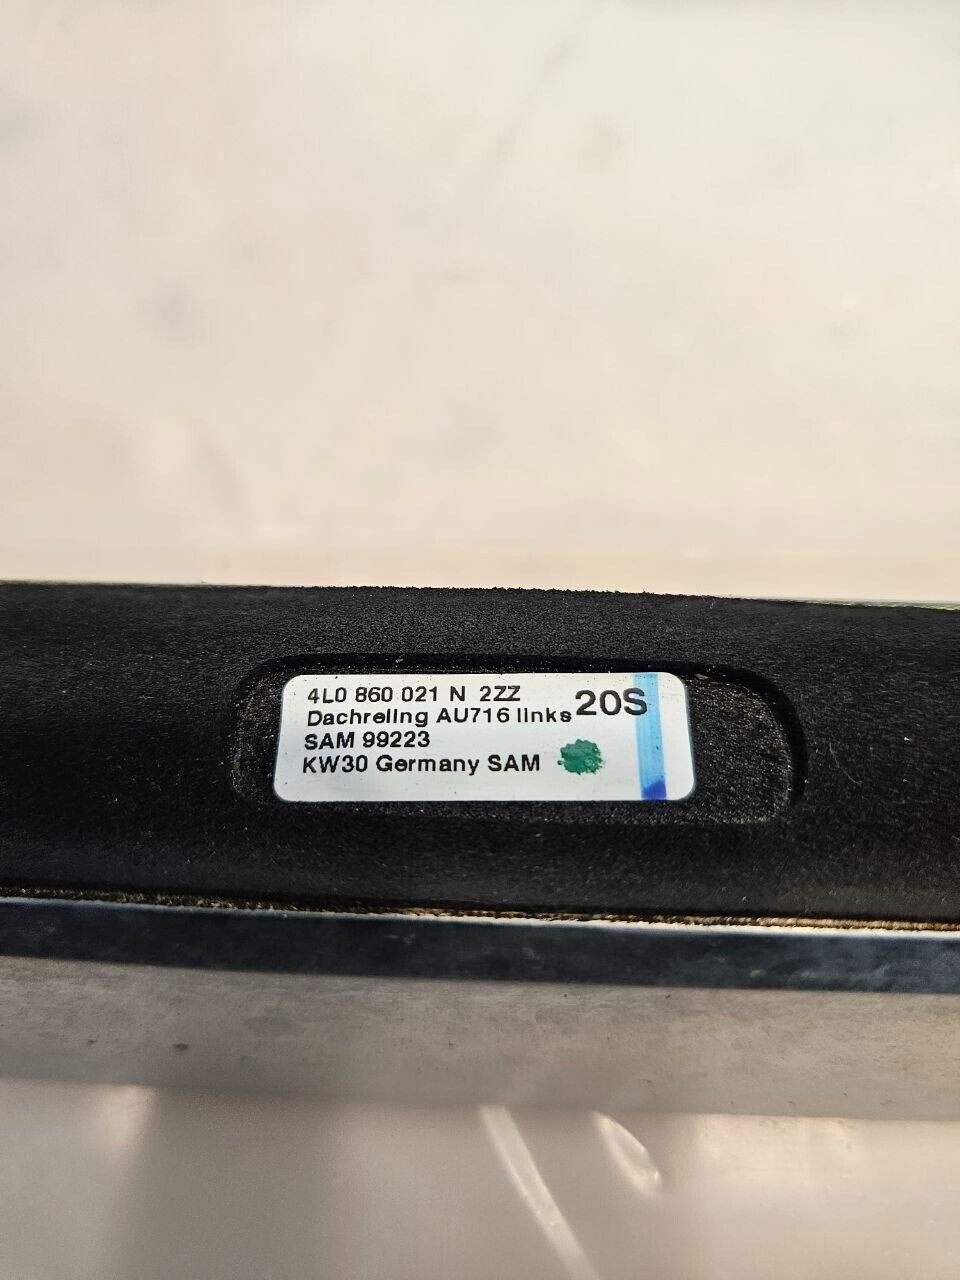 4L0 860 021 N 2ZZ
Dachreling AU716 links 20S
SAM 99223
KW30 Germany SAM